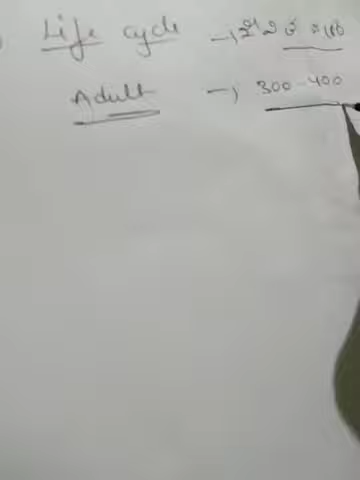 Life cycle →
Adult → 300-400